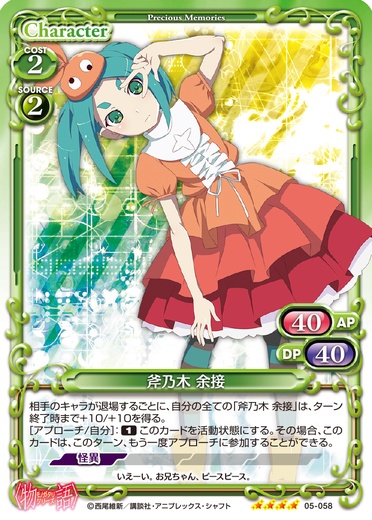 Precious Memories
Character
COST
2
SOURCE
2
40 AP
DP 40
斧乃木 余接
相手のキャラが退場するごとに、自分の全ての「斧乃木 余接」は、ターン
終了時まで+10/+10を得る。
[アプローチ/自分]:1このカードを活動状態にする。その場合、この
カードは、このターン、もう一度アプローチに参加することができる。
怪異
いえーい。お兄ちゃん、ピースピース。
物語
©西尾維新/講談社・アニプレックス・シャフト
05-058